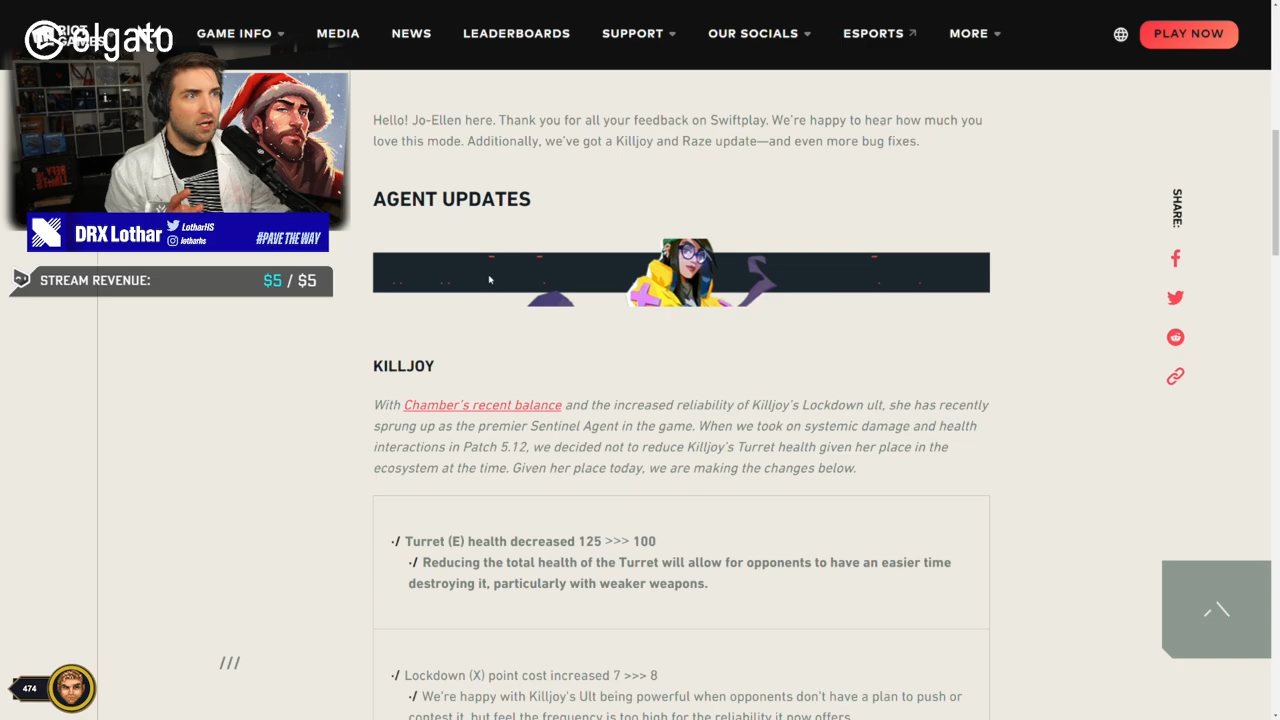 RIOT GAMES
elgato
GAME INFO
MEDIA
NEWS
LEADERBOARDS
SUPPORT
OUR SOCIALS
ESPORTS
MORE
PLAY NOW
Hello! Jo-Ellen here. Thank you for all your feedback on Swiftplay. We're happy to hear how much you
love this mode. Additionally, we've got a Killjoy and Raze update—and even more bug fixes.
AGENT UPDATES
SHARE:
DRX Lothar
LotharHS
lotharhs
#PAVE THE WAY
STREAM REVENUE: $5 / $5
KILLJOY
With Chamber's recent balance and the increased reliability of Killjoy's Lockdown ult, she has recently
sprung up as the premier Sentinel Agent in the game. When we took on systemic damage and health
interactions in Patch 5.12, we decided not to reduce Killjoy's Turret health given her place in the
ecosystem at the time. Given her place today, we are making the changes below.
·/ Turret (E) health decreased 125 >>> 100
·/ Reducing the total health of the Turret will allow for opponents to have an easier time
destroying it, particularly with weaker weapons.
·/ Lockdown (X) point cost increased 7 >>> 8
·/ We're happy with Killjoy's Ult being powerful when opponents don't have a plan to push or
contest it, but feel the frequency is too high for the reliability it now offers.
///
474